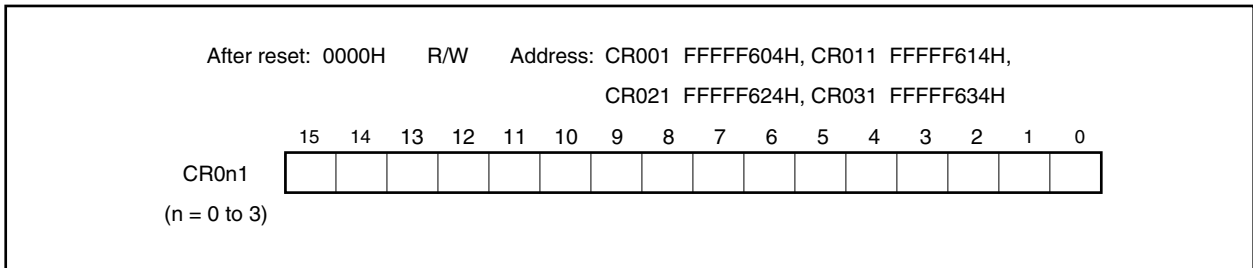 After reset: 0000H R/W Address: CR001 FFFFF604H, CR011 FFFFF614H,
CR021 FFFFF624H, CR031 FFFFF634H
15 14 13 12 11 10 9 8 7 6 5 4 3 2 1 0
CR0n1
(n = 0 to 3)